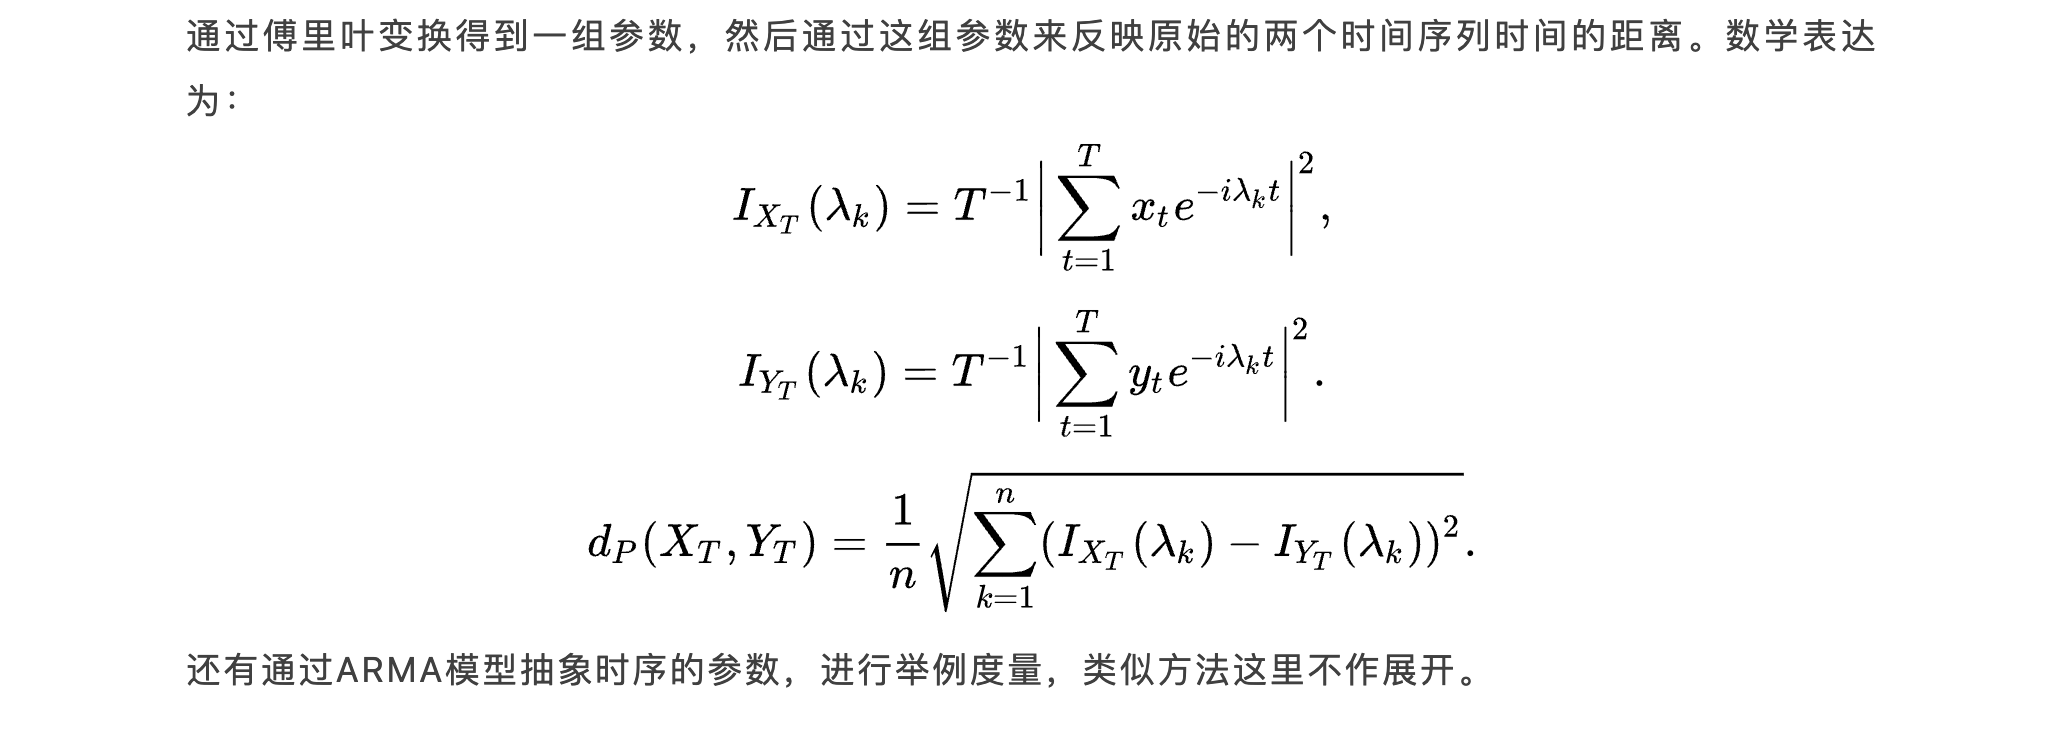 通过傅里叶变换得到一组参数，然后通过这组参数来反映原始的两个时间序列时间的距离。数学表达
为：
$I_{X_T}(\lambda_k) = T^{-1}\left|\sum_{t=1}^{T} x_t e^{-i\lambda_k t}\right|^2,$
$I_{Y_T}(\lambda_k) = T^{-1}\left|\sum_{t=1}^{T} y_t e^{-i\lambda_k t}\right|^2.$
$d_P(X_T, Y_T) = \frac{1}{n}\sqrt{\sum_{k=1}^{n}(I_{X_T}(\lambda_k) - I_{Y_T}(\lambda_k))^2}.$
还有通过ARMA模型抽象时序的参数，进行举例度量，类似方法这里不作展开。